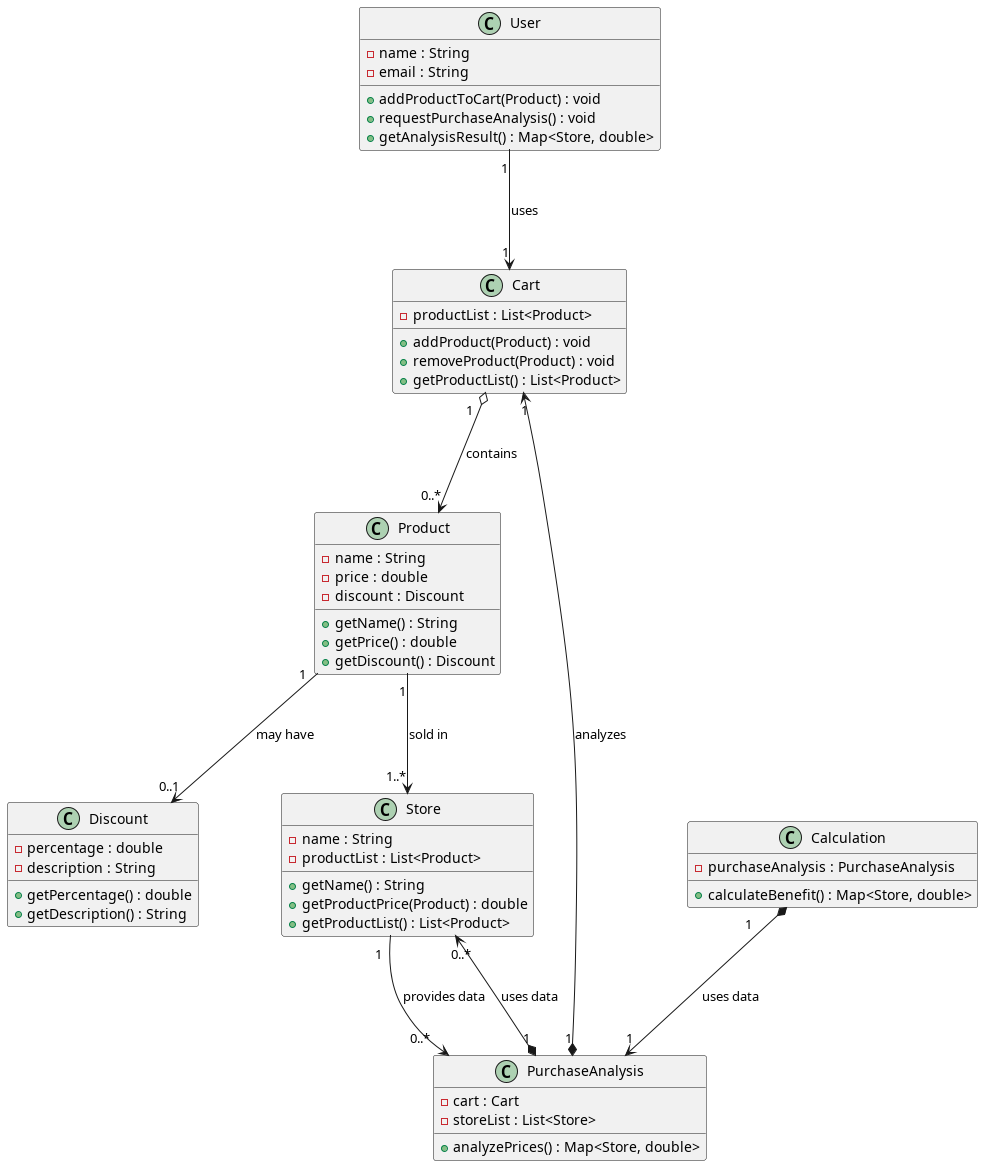 C User
name : String
email : String
addProductToCart(Product) : void
requestPurchaseAnalysis() : void
getAnalysisResult() : Map<Store, double>
1
uses
1
C Cart
productList : List<Product>
addProduct(Product) : void
removeProduct(Product) : void
getProductList() : List<Product>
1
1
contains
0..*
C Product
name : String
price : double
discount : Discount
getName() : String
getPrice() : double
getDiscount() : Discount
1
1
may have
sold in
analyzes
0..1
1..*
C Discount
percentage : double
description : String
getPercentage() : double
getDescription() : String
C Store
name : String
productList : List<Product>
getName() : String
getProductPrice(Product) : double
getProductList() : List<Product>
C Calculation
purchaseAnalysis : PurchaseAnalysis
calculateBenefit() : Map<Store, double>
1
0..*
1
provides data
uses data
uses data
0..*
1
1
1
C PurchaseAnalysis
cart : Cart
storeList : List<Store>
analyzePrices() : Map<Store, double>